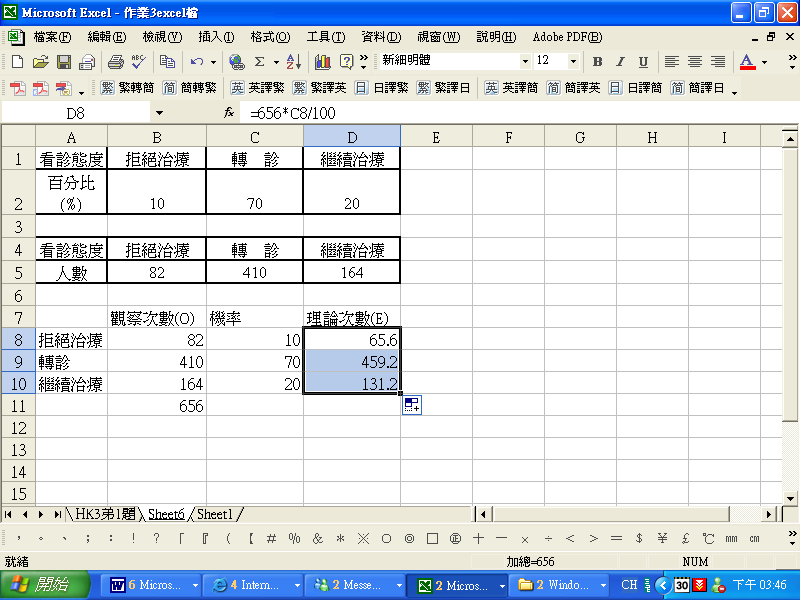 Microsoft Excel - 作業3excel檔
檔案(F) 編輯(E) 檢視(V) 插入(I) 格式(O) 工具(T) 資料(D) 視窗(W) 說明(H) Adobe PDF(B)
新細明體 12 B I U A
繁 繁轉簡 簡 簡轉繁 英 英譯繁 繁 繁譯英 日 日譯繁 繁 繁譯日 英 英譯簡 簡 簡譯英 日 日譯簡 簡 簡譯日
D8 fx =656*C8/100
A B C D E F G H I
1 看診態度 拒絕治療 轉 診 繼續治療
百分比
2 (%) 10 70 20
3
4 看診態度 拒絕治療 轉 診 繼續治療
5 人數 82 410 164
6
7 觀察次數(O) 機率 理論次數(E)
8 拒絕治療 82 10 65.6
9 轉診 410 70 459.2
10 繼續治療 164 20 131.2
11 656
12
13
14
15
HK3第1題 Sheet6 Sheet1
, 。 、 ; : ! ? 「 『 ( 【 # % & * ※ ○ ◎ □ ㊣ + - × ÷ < > = $ ¥ £ ℃ mm cm
就緒 加總=656 NUM
開始 6 Micros... 4 Intern... 2 Messe... 2 Micros... 2 Windo... CH 30 下午 03:46